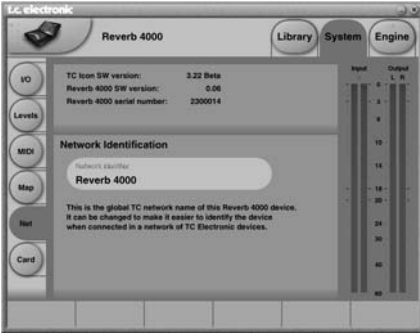 t.c. electronic
Reverb 4000
Library
System
Engine
I/O
Levels
MIDI
Map
Net
Card
TC Icon SW version: 3.22 Beta
Reverb 4000 SW version: 0.06
Reverb 4000 serial number: 2300014
Network Identification
Network Identifier
Reverb 4000
This is the global TC network name of this Reverb 4000 device.
It can be changed to make it easier to identify the device
when connected in a network of TC Electronic devices.
Input Output
L R
0
3
6
10
14
18
20
24
30
40
60